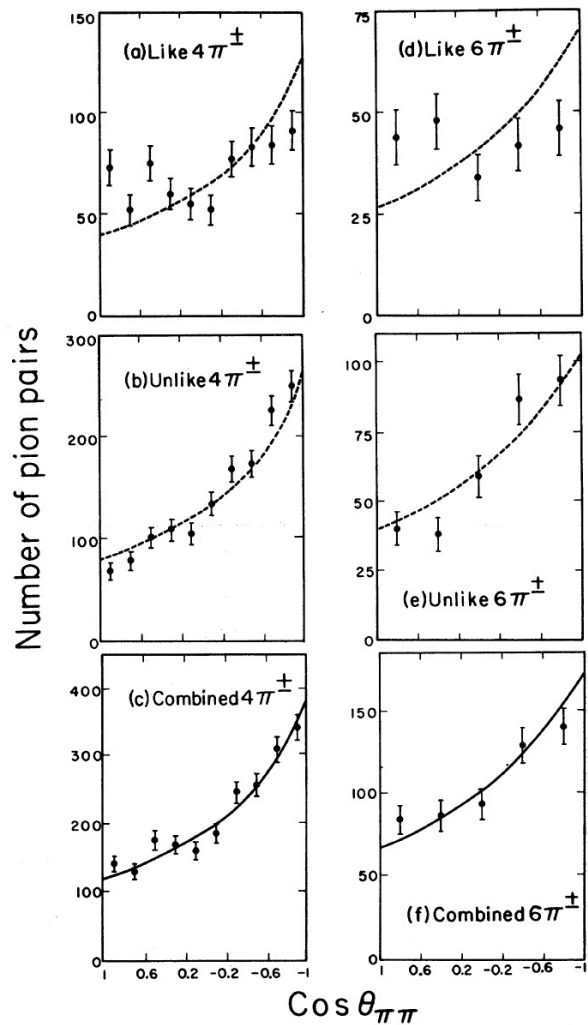 150
100
50
0
(a) Like 4π±
75
50
25
0
(d) Like 6π±
300
200
100
0
(b) Unlike 4π±
100
75
50
25
0
(e) Unlike 6π±
400
300
200
100
0
(c) Combined 4π±
150
100
50
0
(f) Combined 6π±
1 0.6 0.2 -0.2 -0.6 -1
1 0.6 0.2 -0.2 -0.6 -1
Number of pion pairs
Cos θππ